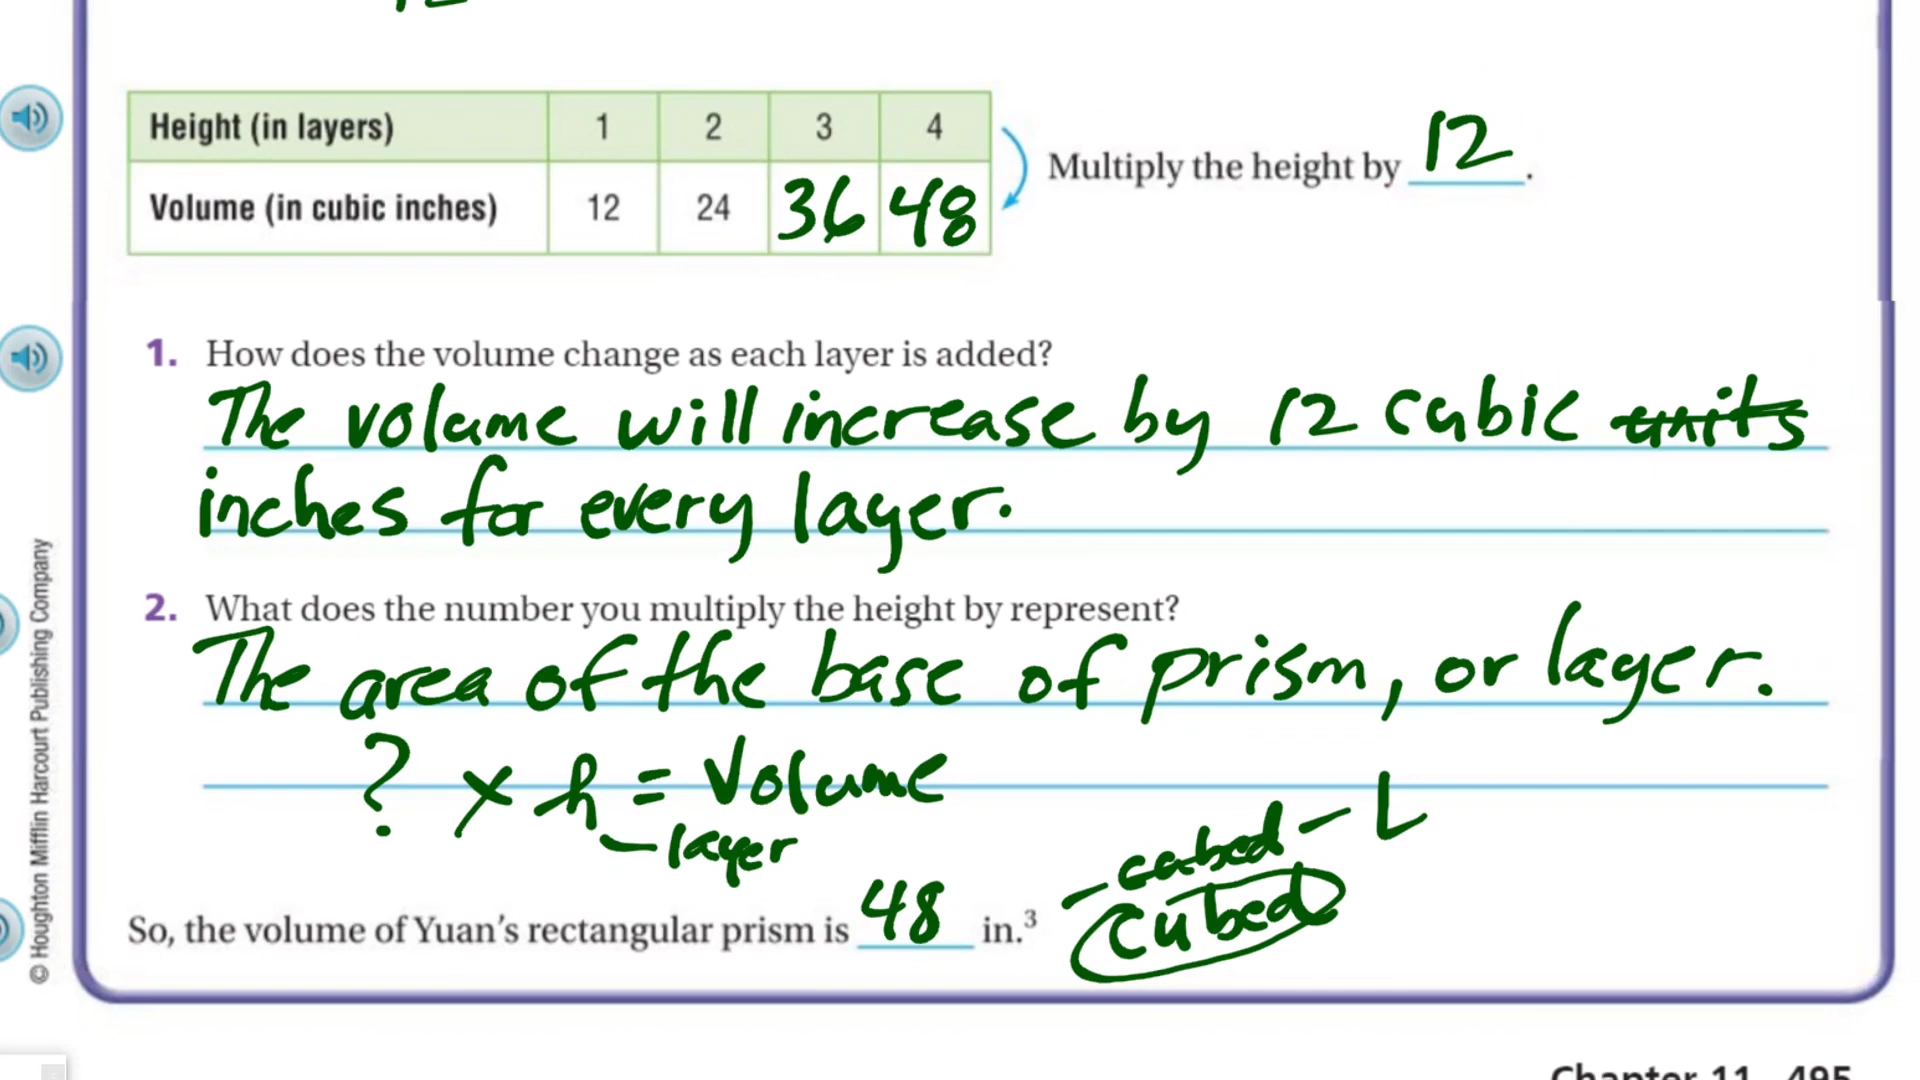 Height (in layers) 1 2 3 4
Volume (in cubic inches) 12 24 36 48
Multiply the height by 12.
1. How does the volume change as each layer is added?
The volume will increase by 12 cubic units
inches for every layer.
2. What does the number you multiply the height by represent?
The area of the base of prism, or layer.
? x h = Volume
- layer
- cubed - L
So, the volume of Yuan's rectangular prism is 48 in.³ cubed
© Houghton Mifflin Harcourt Publishing Company
Chapter 11 495